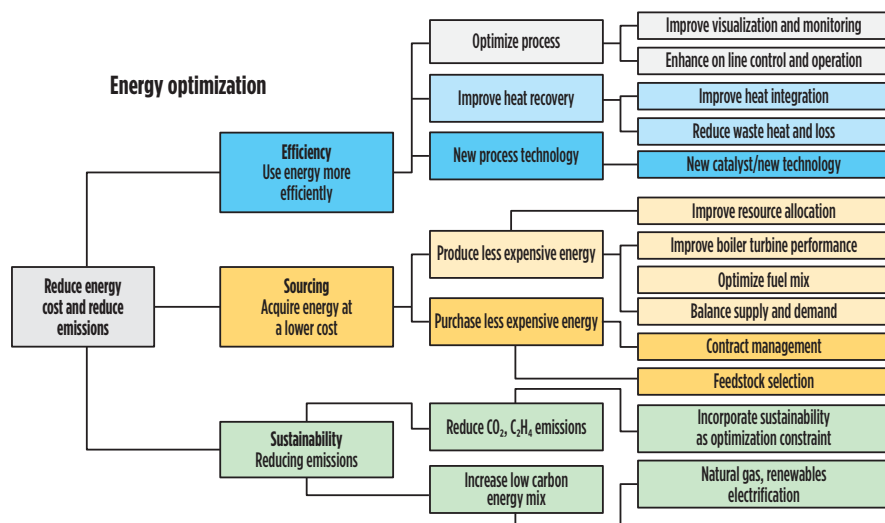 Energy optimization
Reduce energy
cost and reduce
emissions
Efficiency
Use energy more
efficiently
Optimize process
Improve visualization and monitoring
Enhance on line control and operation
Improve heat recovery
Improve heat integration
Reduce waste heat and loss
New process technology
New catalyst/new technology
Sourcing
Acquire energy at
a lower cost
Produce less expensive energy
Improve resource allocation
Improve boiler turbine performance
Optimize fuel mix
Balance supply and demand
Purchase less expensive energy
Contract management
Feedstock selection
Sustainability
Reducing emissions
Reduce CO₂, C₂H₄ emissions
Incorporate sustainability
as optimization constraint
Increase low carbon
energy mix
Natural gas, renewables
electrification